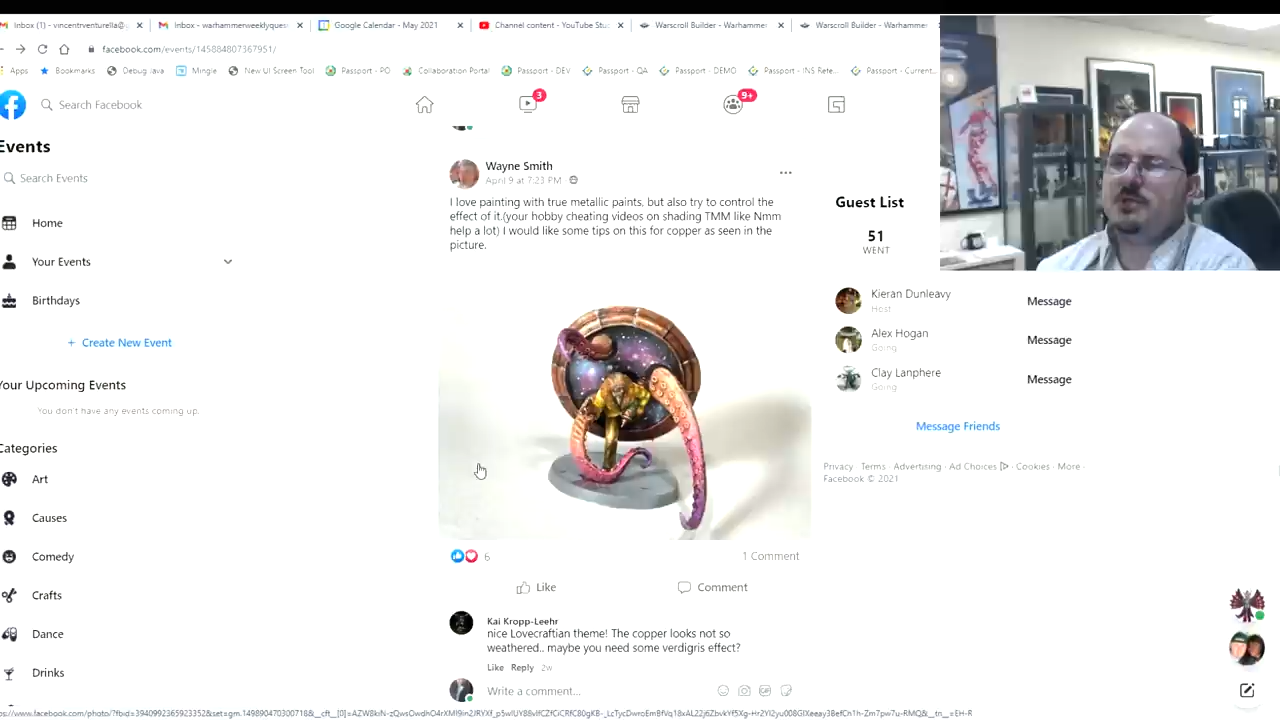 Inbox (1) - vincentrventurella@
Inbox - warhammerweeklyques
Google Calendar - May 2021
Channel content - YouTube Stu
Warscroll Builder - Warhammer
Warscroll Builder - Warhammer
facebook.com/events/145884807367951/
Apps
Bookmarks
Debug Java
Mingle
New UI Screen Tool
Passport - PO
Collaboration Portal
Passport - DEV
Passport - QA
Passport - DEMO
Passport - INS Rete...
Passport - Current...
Search Facebook
3
9+
Events
Search Events
Home
Your Events
Birthdays
+ Create New Event
Your Upcoming Events
You don't have any events coming up.
Categories
Art
Causes
Comedy
Crafts
Dance
Drinks
Wayne Smith
April 9 at 7:23 PM
I love painting with true metallic paints, but also try to control the
effect of it.(your hobby cheating videos on shading TMM like Nmm
help a lot) I would like some tips on this for copper as seen in the
picture.
6
1 Comment
Like
Comment
Kai Kropp-Leehr
nice Lovecraftian theme! The copper looks not so
weathered.. maybe you need some verdigris effect?
Like Reply 2w
Write a comment...
Guest List
51
WENT
Kieran Dunleavy
Host
Message
Alex Hogan
Going
Message
Clay Lanphere
Going
Message
Message Friends
Privacy · Terms · Advertising · Ad Choices · Cookies · More ·
Facebook © 2021